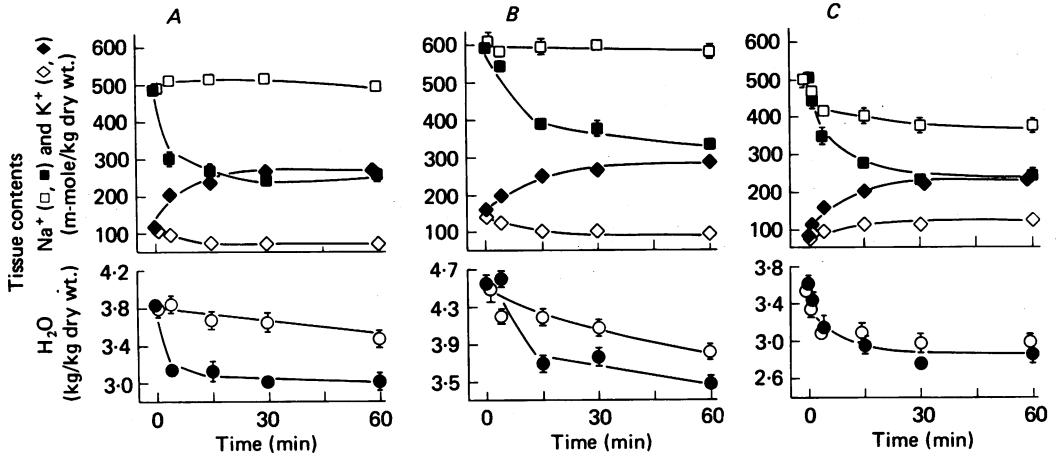 A
B
C
600
500
400
300
200
100
600
500
400
300
200
100
600
500
400
300
200
100
Tissue contents
Na⁺ (□, ■) and K⁺ (◇, ◆)
(m-mole/kg dry wt.)
4·2
3·8
3·4
3·0
4·7
4·3
3·9
3·5
3·8
3·4
3·0
2·6
H₂O
(kg/kg dry wt.)
0 30 60
0 30 60
0 30 60
Time (min)
Time (min)
Time (min)